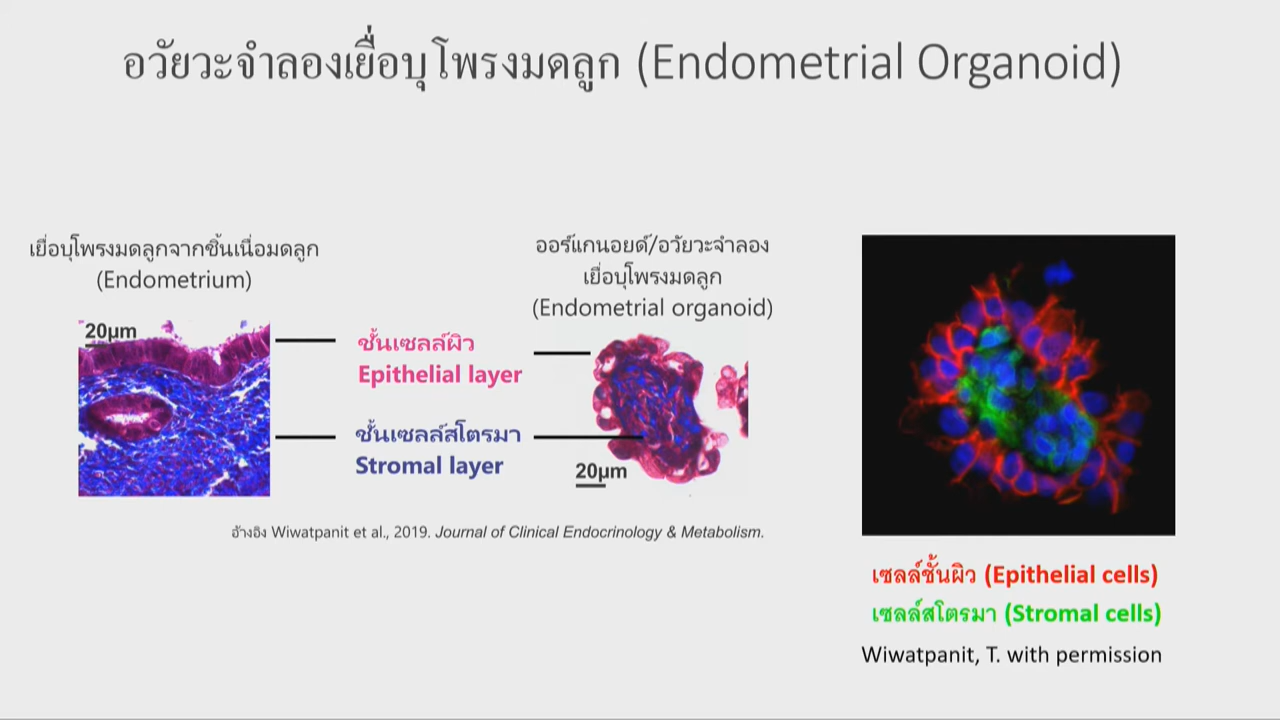 อวัยวะจำลองเยื่อบุโพรงมดลูก (Endometrial Organoid)
เยื่อบุโพรงมดลูกจากชิ้นเนื่อมดลูก
(Endometrium)
20µm
ชั้นเซลล์ผิว
Epithelial layer
ชั้นเซลล์สโตรมา
Stromal layer
ออร์แกนอยด์/อวัยวะจำลอง
เยื่อบุโพรงมดลูก
(Endometrial organoid)
20µm
อ้างอิง Wiwatpanit et al., 2019. Journal of Clinical Endocrinology & Metabolism.
เซลล์ชั้นผิว (Epithelial cells)
เซลล์สโตรมา (Stromal cells)
Wiwatpanit, T. with permission